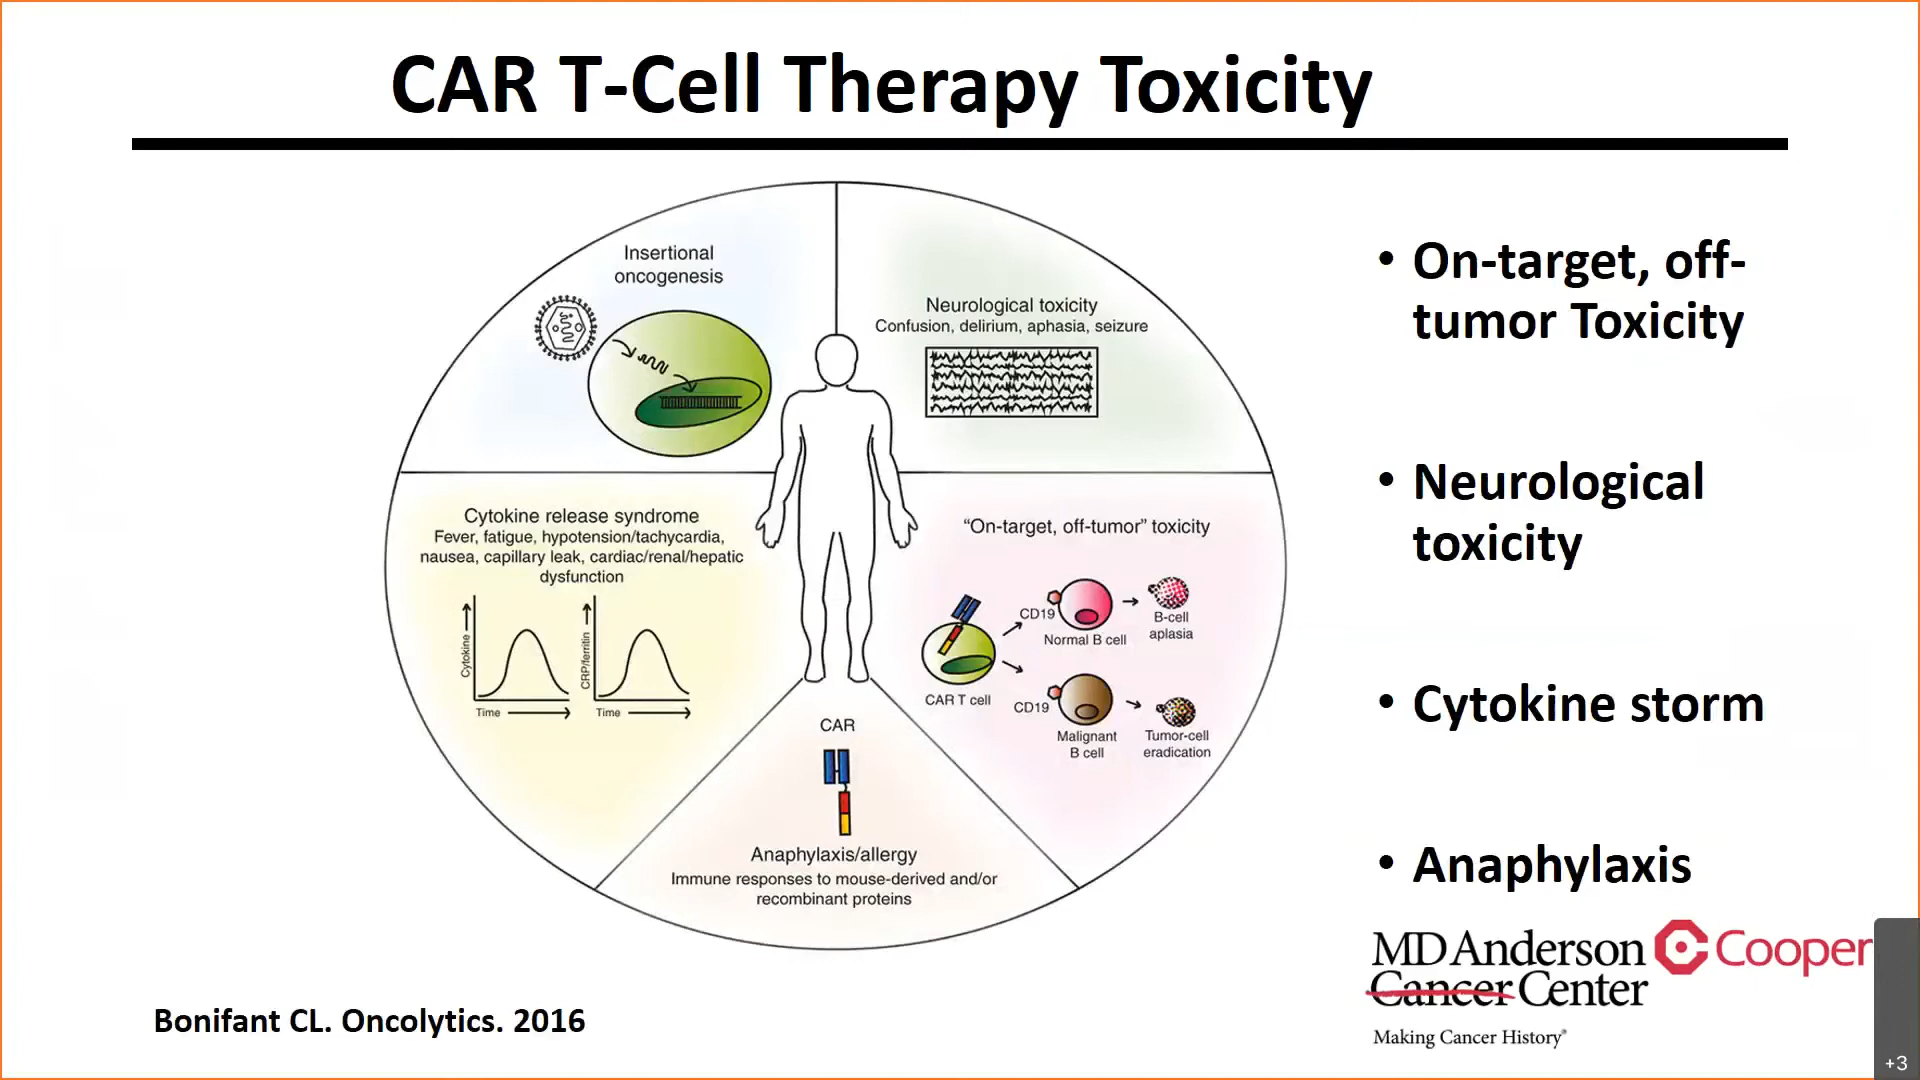 CAR T-Cell Therapy Toxicity
Insertional
oncogenesis
Neurological toxicity
Confusion, delirium, aphasia, seizure
Cytokine release syndrome
Fever, fatigue, hypotension/tachycardia,
nausea, capillary leak, cardiac/renal/hepatic
dysfunction
Cytokine
Time
CRP/ferritin
Time
"On-target, off-tumor" toxicity
CAR T cell
CD19
Normal B cell
B-cell
aplasia
CD19
Malignant
B cell
Tumor-cell
eradication
CAR
Anaphylaxis/allergy
Immune responses to mouse-derived and/or
recombinant proteins
• On-target, off-
tumor Toxicity
• Neurological
toxicity
• Cytokine storm
• Anaphylaxis
MD Anderson
Cancer Center
Cooper
Making Cancer History®
Bonifant CL. Oncolytics. 2016
+3